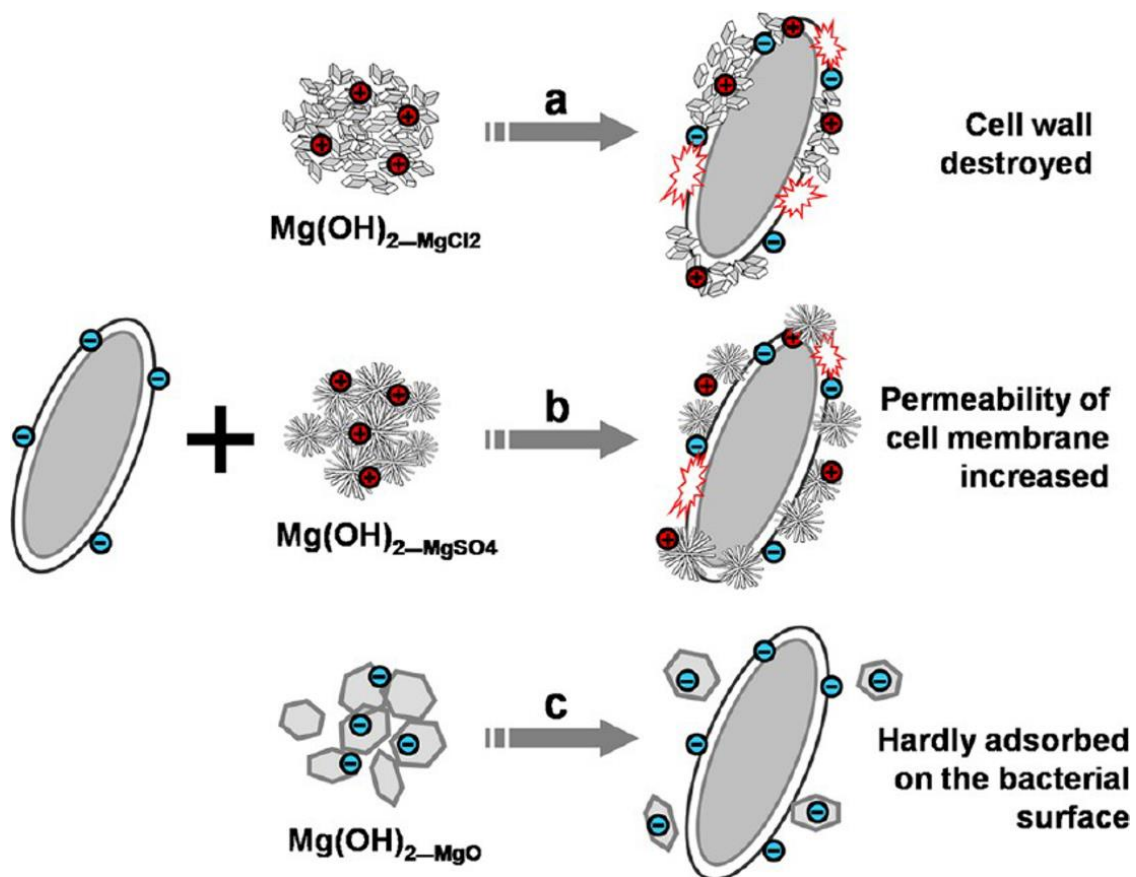 a
Cell wall
destroyed
Mg(OH)2—MgCl2
b
Permeability of
cell membrane
increased
Mg(OH)2—MgSO4
c
Hardly adsorbed
on the bacterial
surface
Mg(OH)2—MgO